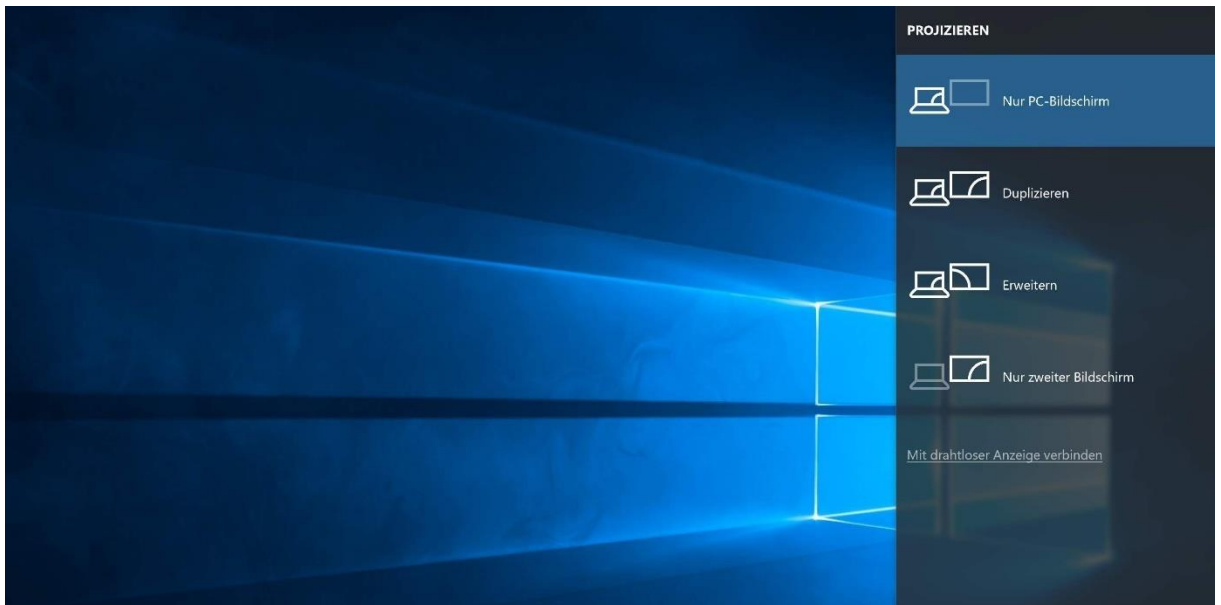 PROJIZIEREN
Nur PC-Bildschirm
Duplizieren
Erweitern
Nur zweiter Bildschirm
Mit drahtloser Anzeige verbinden